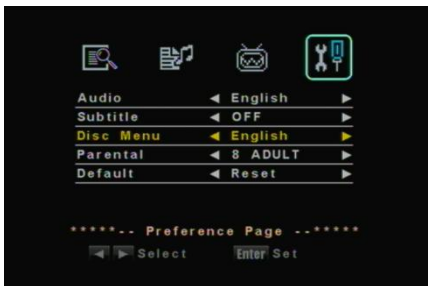 Audio ◀ English ▶
Subtitle ◀ OFF ▶
Disc Menu ◀ English ▶
Parental ◀ 8 ADULT ▶
Default ◀ Reset ▶
*****-- Preference Page --*****
◀ ▶ Select Enter Set